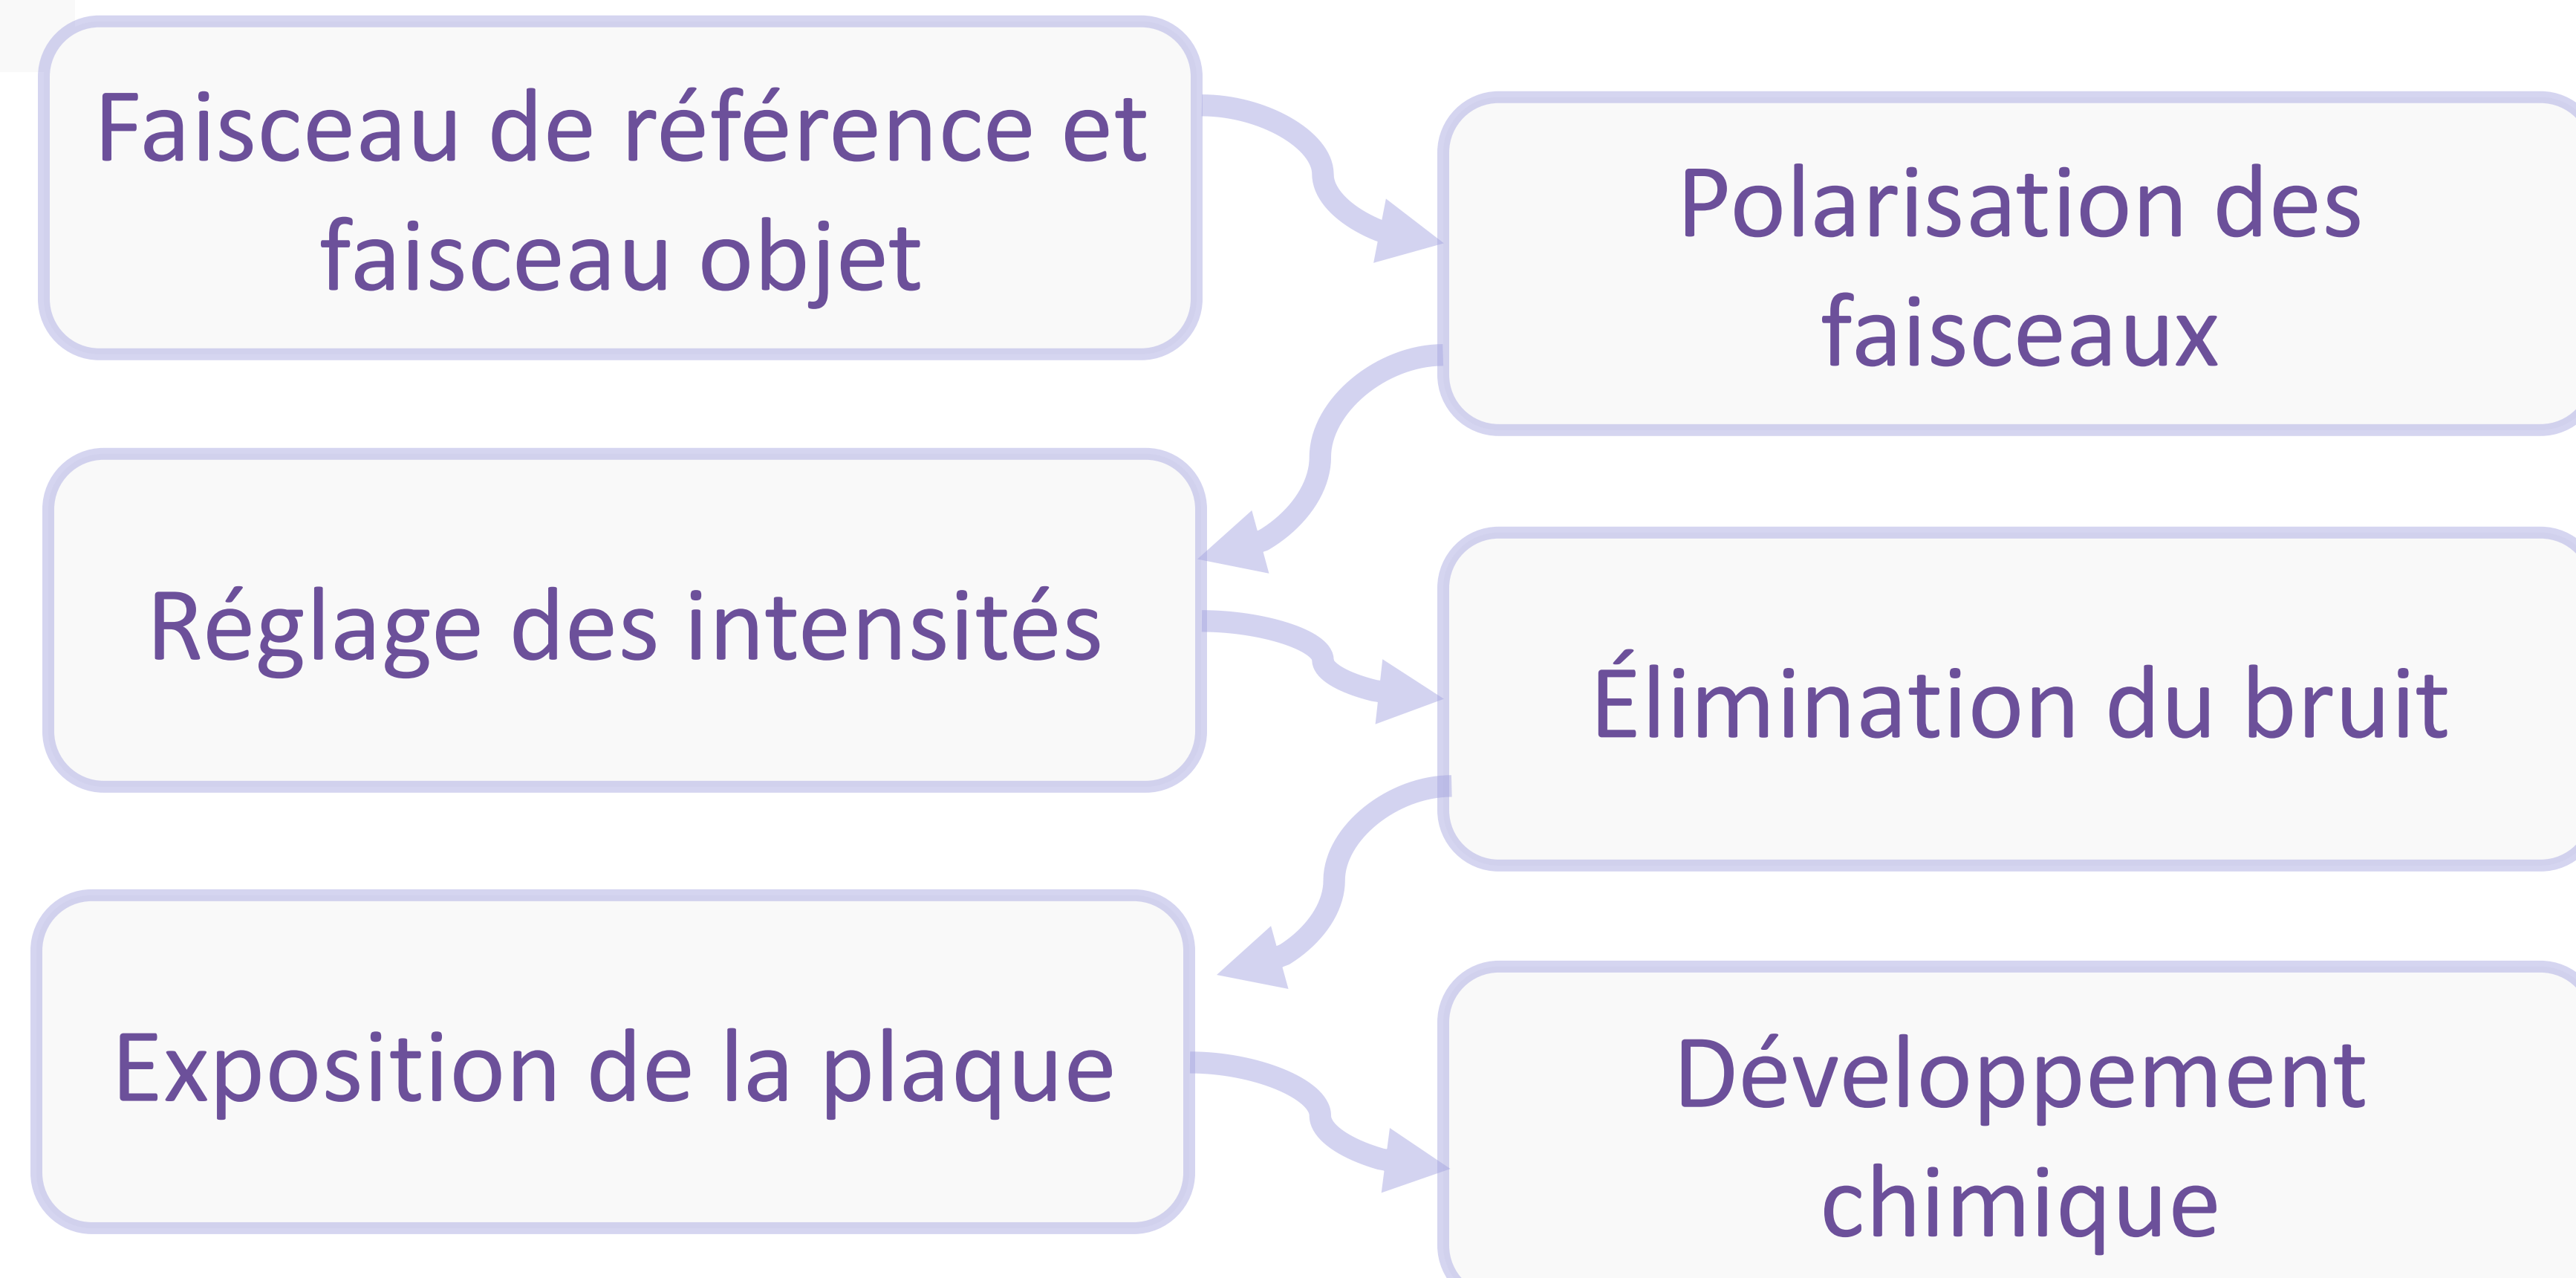 Faisceau de référence et
faisceau objet
Polarisation des
faisceaux
Réglage des intensités
Élimination du bruit
Exposition de la plaque
Développement
chimique